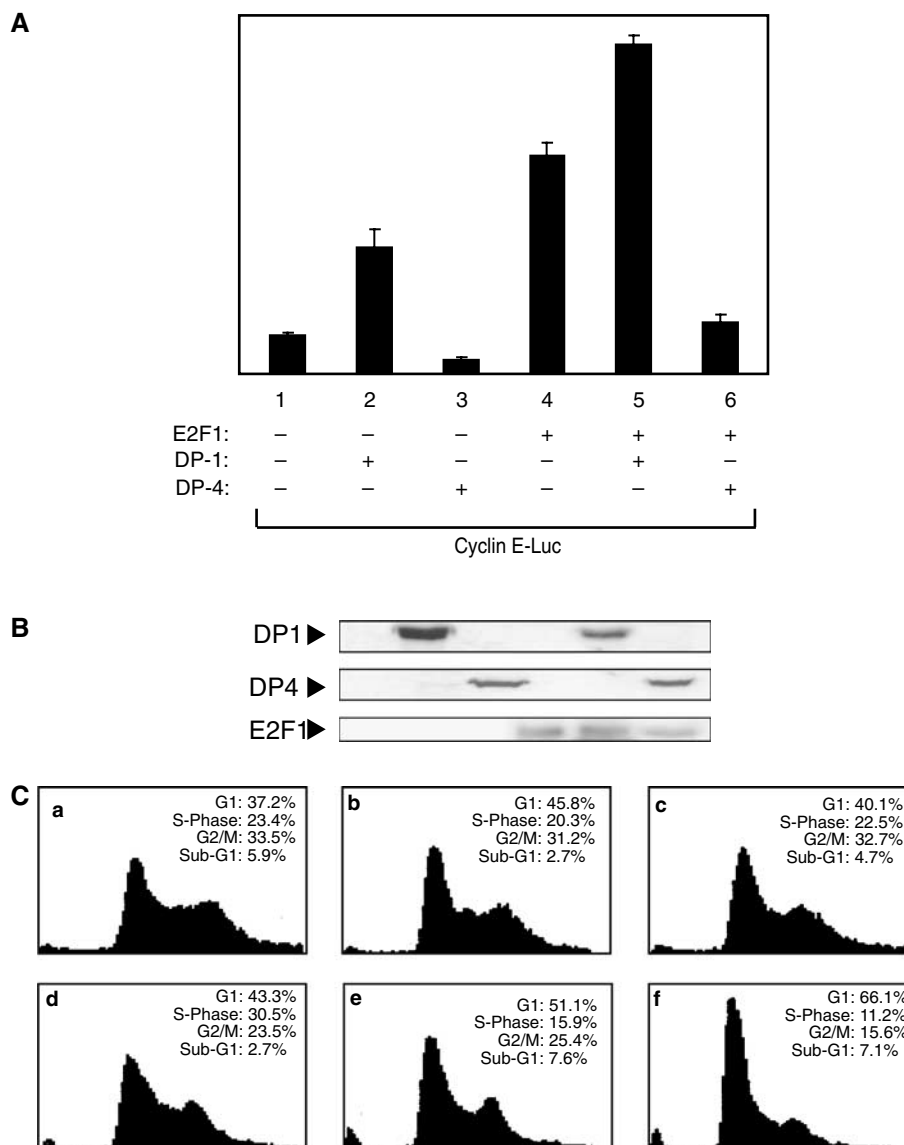 A
1 2 3 4 5 6
E2F1: – – – + + +
DP-1: – + – – + –
DP-4: – – + – – +
Cyclin E-Luc
B
DP1
DP4
E2F1
C
a
G1: 37.2%
S-Phase: 23.4%
G2/M: 33.5%
Sub-G1: 5.9%
b
G1: 45.8%
S-Phase: 20.3%
G2/M: 31.2%
Sub-G1: 2.7%
c
G1: 40.1%
S-Phase: 22.5%
G2/M: 32.7%
Sub-G1: 4.7%
d
G1: 43.3%
S-Phase: 30.5%
G2/M: 23.5%
Sub-G1: 2.7%
e
G1: 51.1%
S-Phase: 15.9%
G2/M: 25.4%
Sub-G1: 7.6%
f
G1: 66.1%
S-Phase: 11.2%
G2/M: 15.6%
Sub-G1: 7.1%